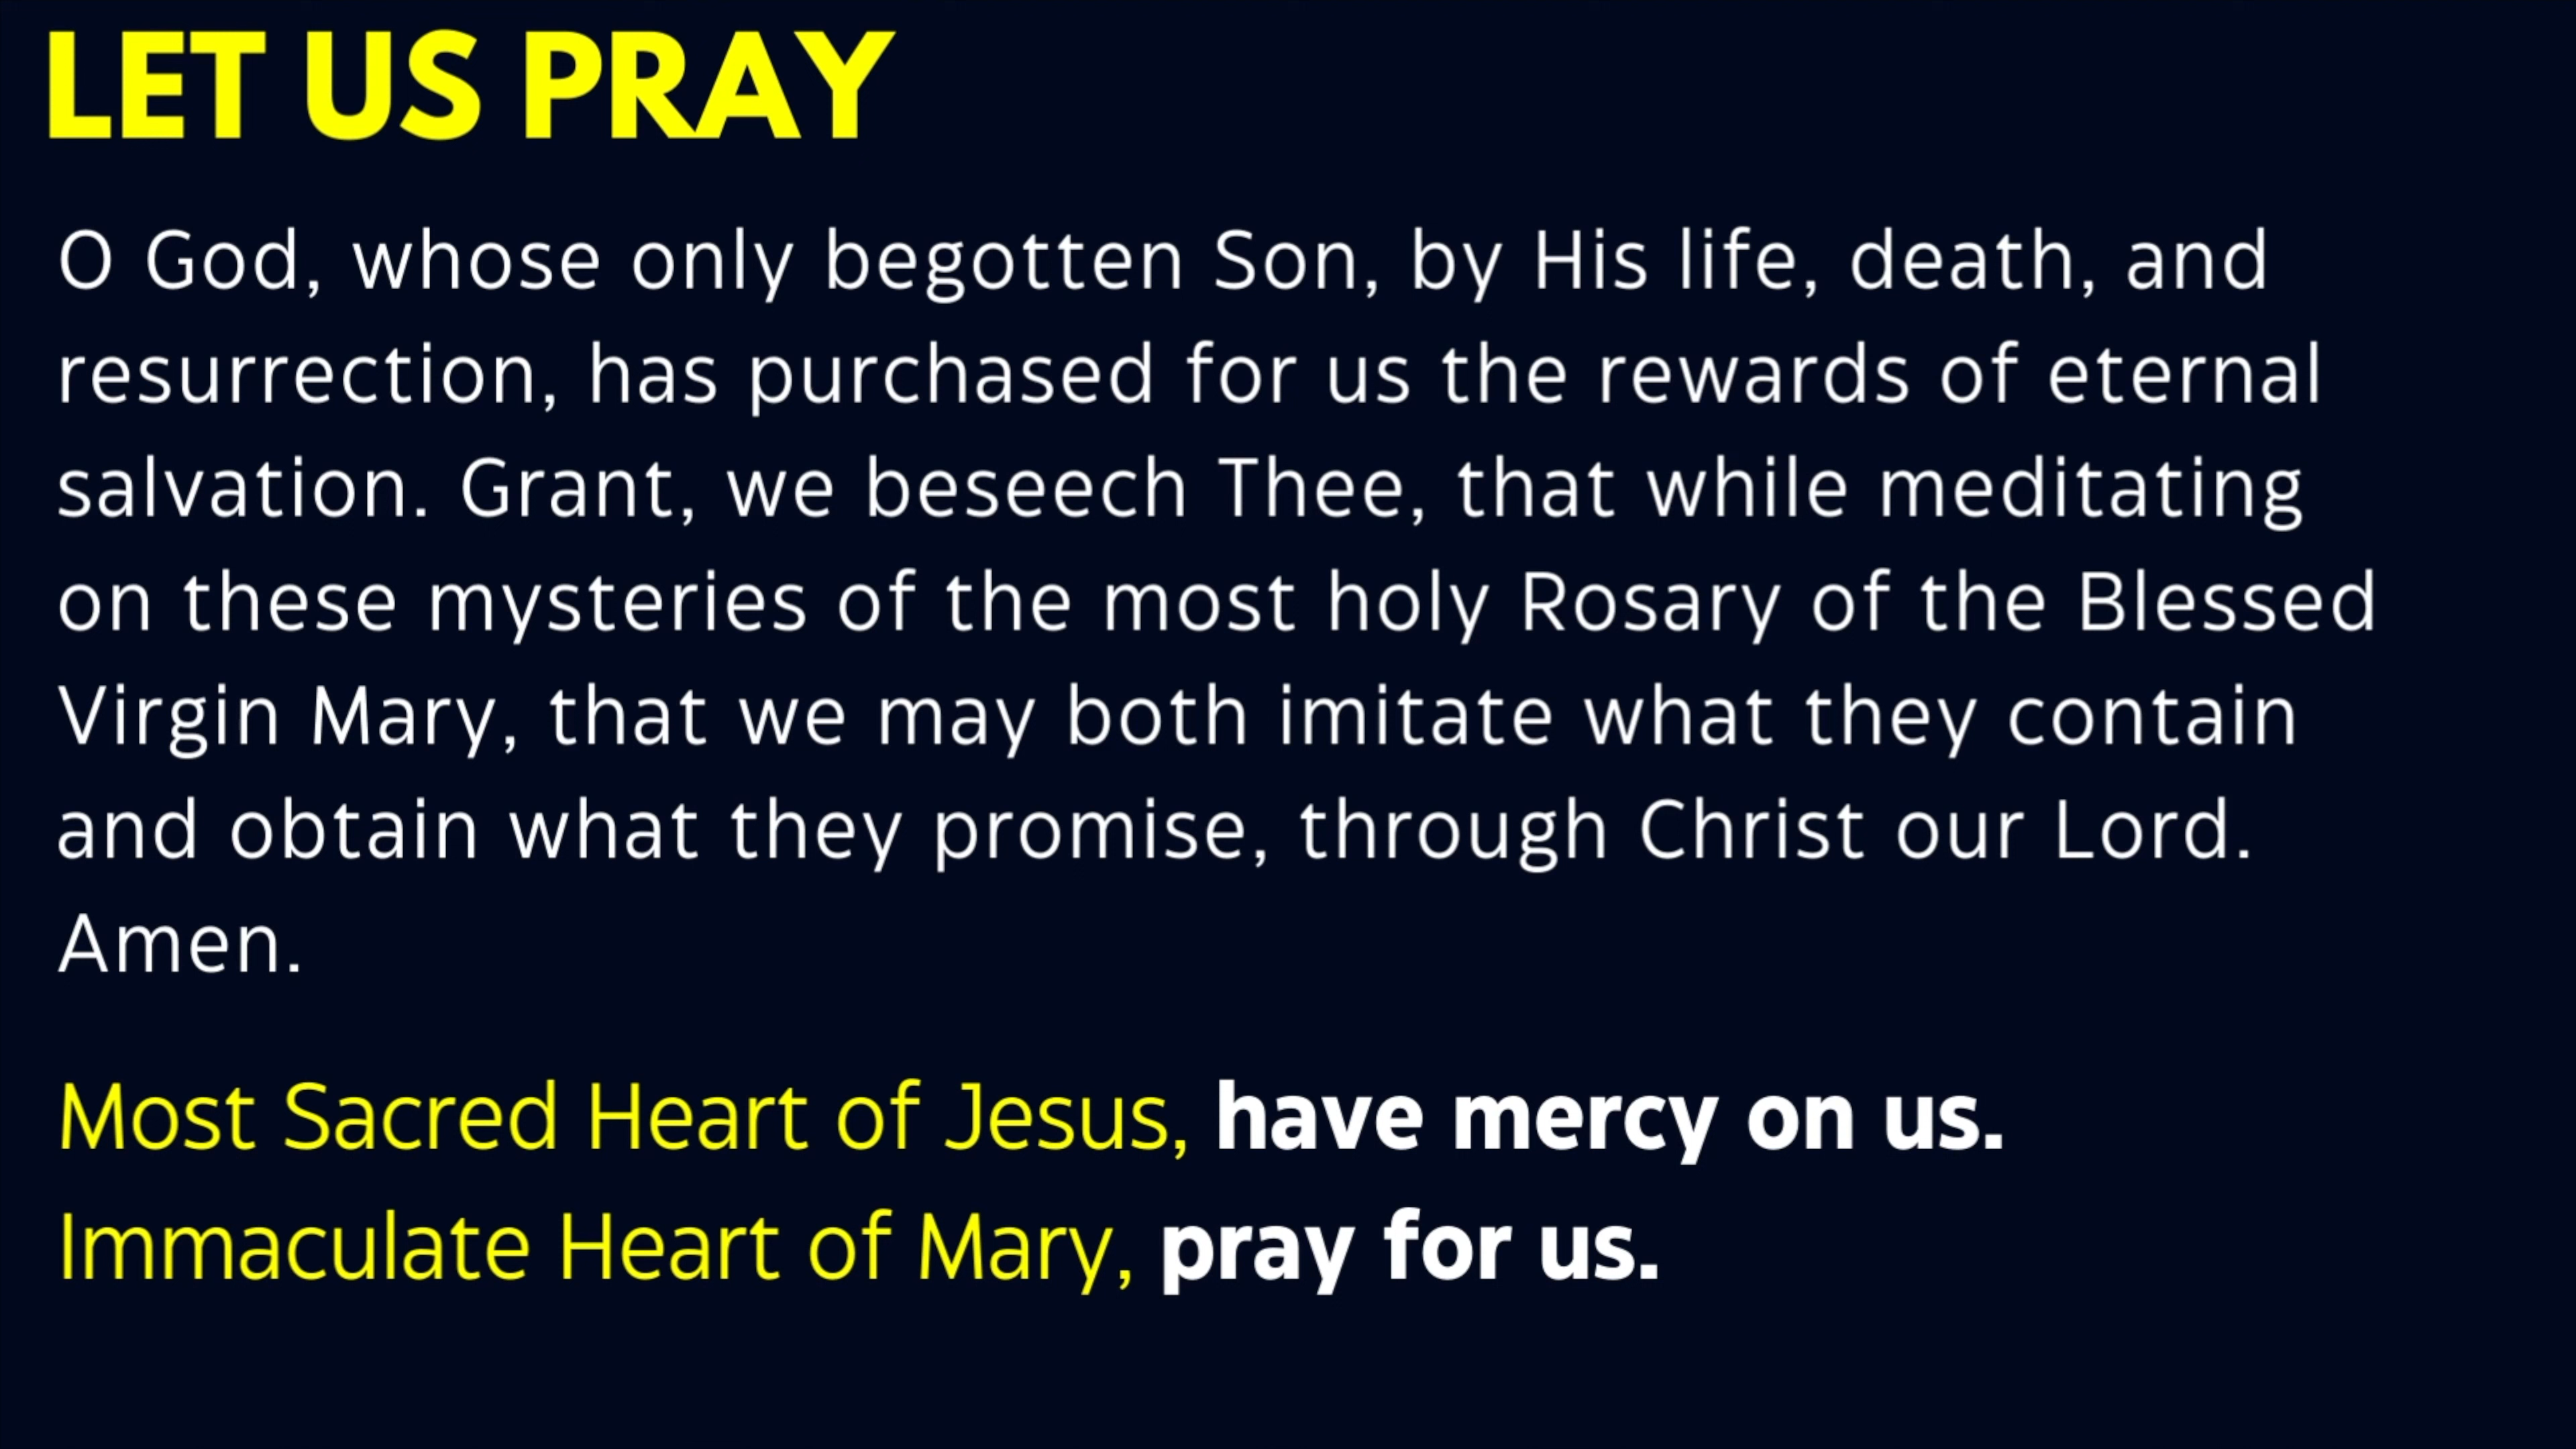 LET US PRAY
O God, whose only begotten Son, by His life, death, and
resurrection, has purchased for us the rewards of eternal
salvation. Grant, we beseech Thee, that while meditating
on these mysteries of the most holy Rosary of the Blessed
Virgin Mary, that we may both imitate what they contain
and obtain what they promise, through Christ our Lord.
Amen.
Most Sacred Heart of Jesus, have mercy on us.
Immaculate Heart of Mary, pray for us.